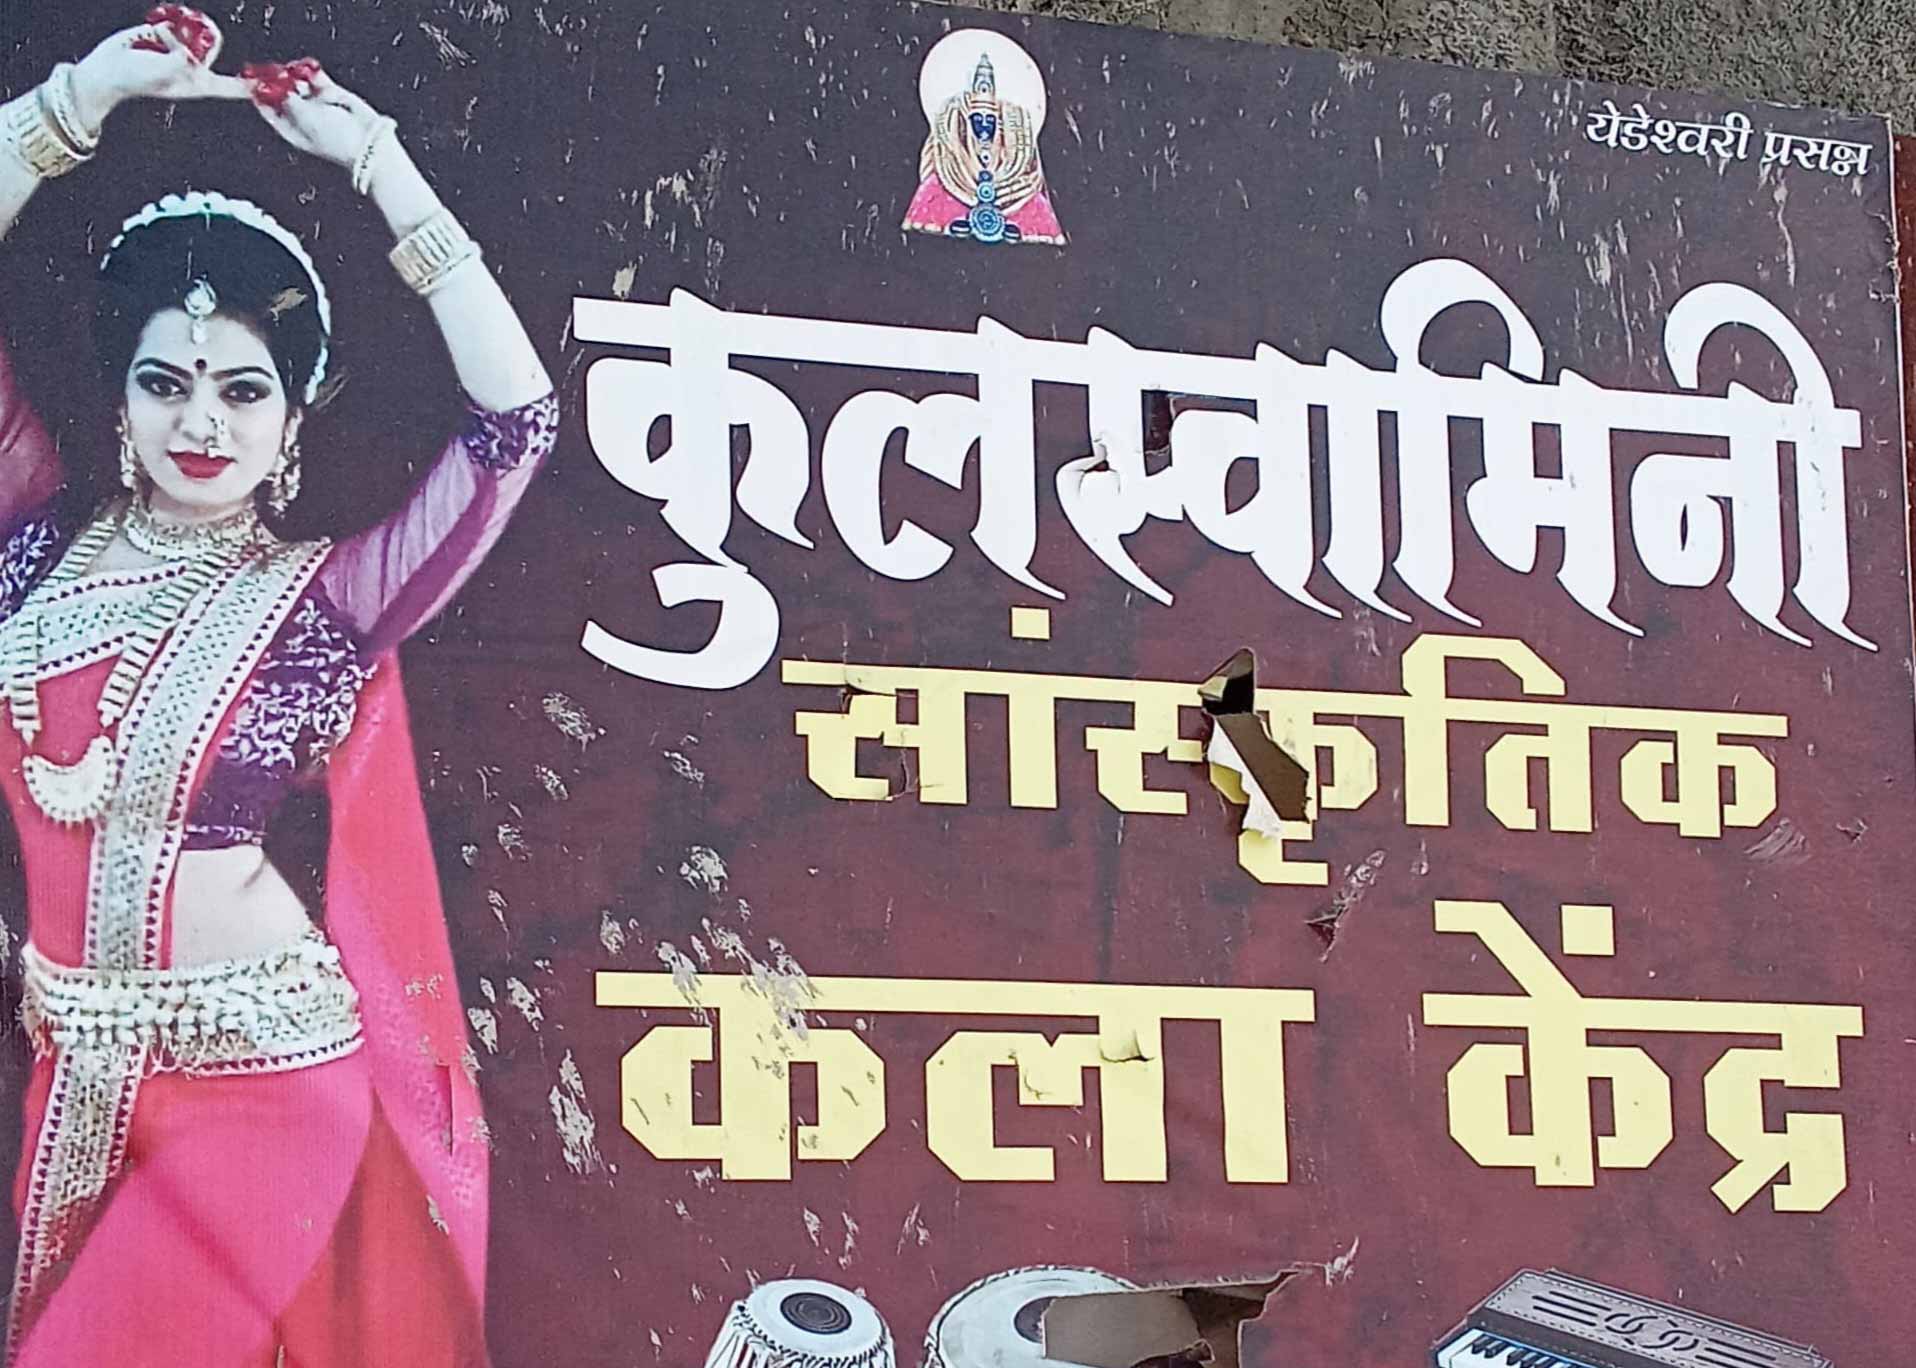 येडेश्वरी प्रसन्न
कुलस्वामिनी
सांस्कृतिक
कला केंद्र